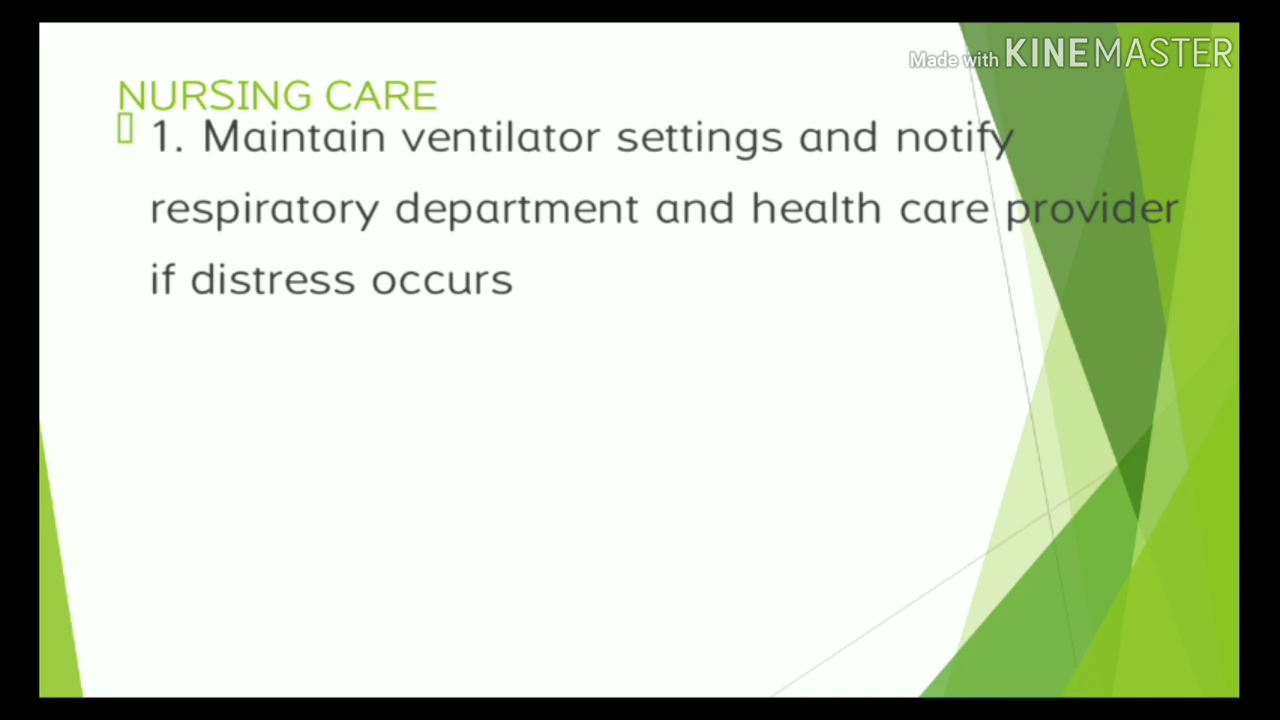 Made with KINEMASTER
NURSING CARE
1. Maintain ventilator settings and notify
respiratory department and health care provider
if distress occurs